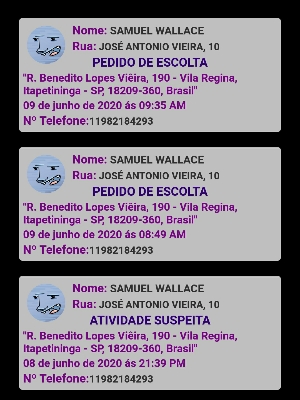 Nome: SAMUEL WALLACE
Rua: JOSÉ ANTONIO VIEIRA, 10
PEDIDO DE ESCOLTA
"R. Benedito Lopes Viêira, 190 - Vila Regina,
Itapetininga - SP, 18209-360, Brasil"
09 de junho de 2020 ás 09:35 AM
Nº Telefone:11982184293
Nome: SAMUEL WALLACE
Rua: JOSÉ ANTONIO VIEIRA, 10
PEDIDO DE ESCOLTA
"R. Benedito Lopes Viêira, 190 - Vila Regina,
Itapetininga - SP, 18209-360, Brasil"
09 de junho de 2020 ás 08:49 AM
Nº Telefone:11982184293
Nome: SAMUEL WALLACE
Rua: JOSÉ ANTONIO VIEIRA, 10
ATIVIDADE SUSPEITA
"R. Benedito Lopes Viêira, 190 - Vila Regina,
Itapetininga - SP, 18209-360, Brasil"
08 de junho de 2020 ás 21:39 PM
Nº Telefone:11982184293